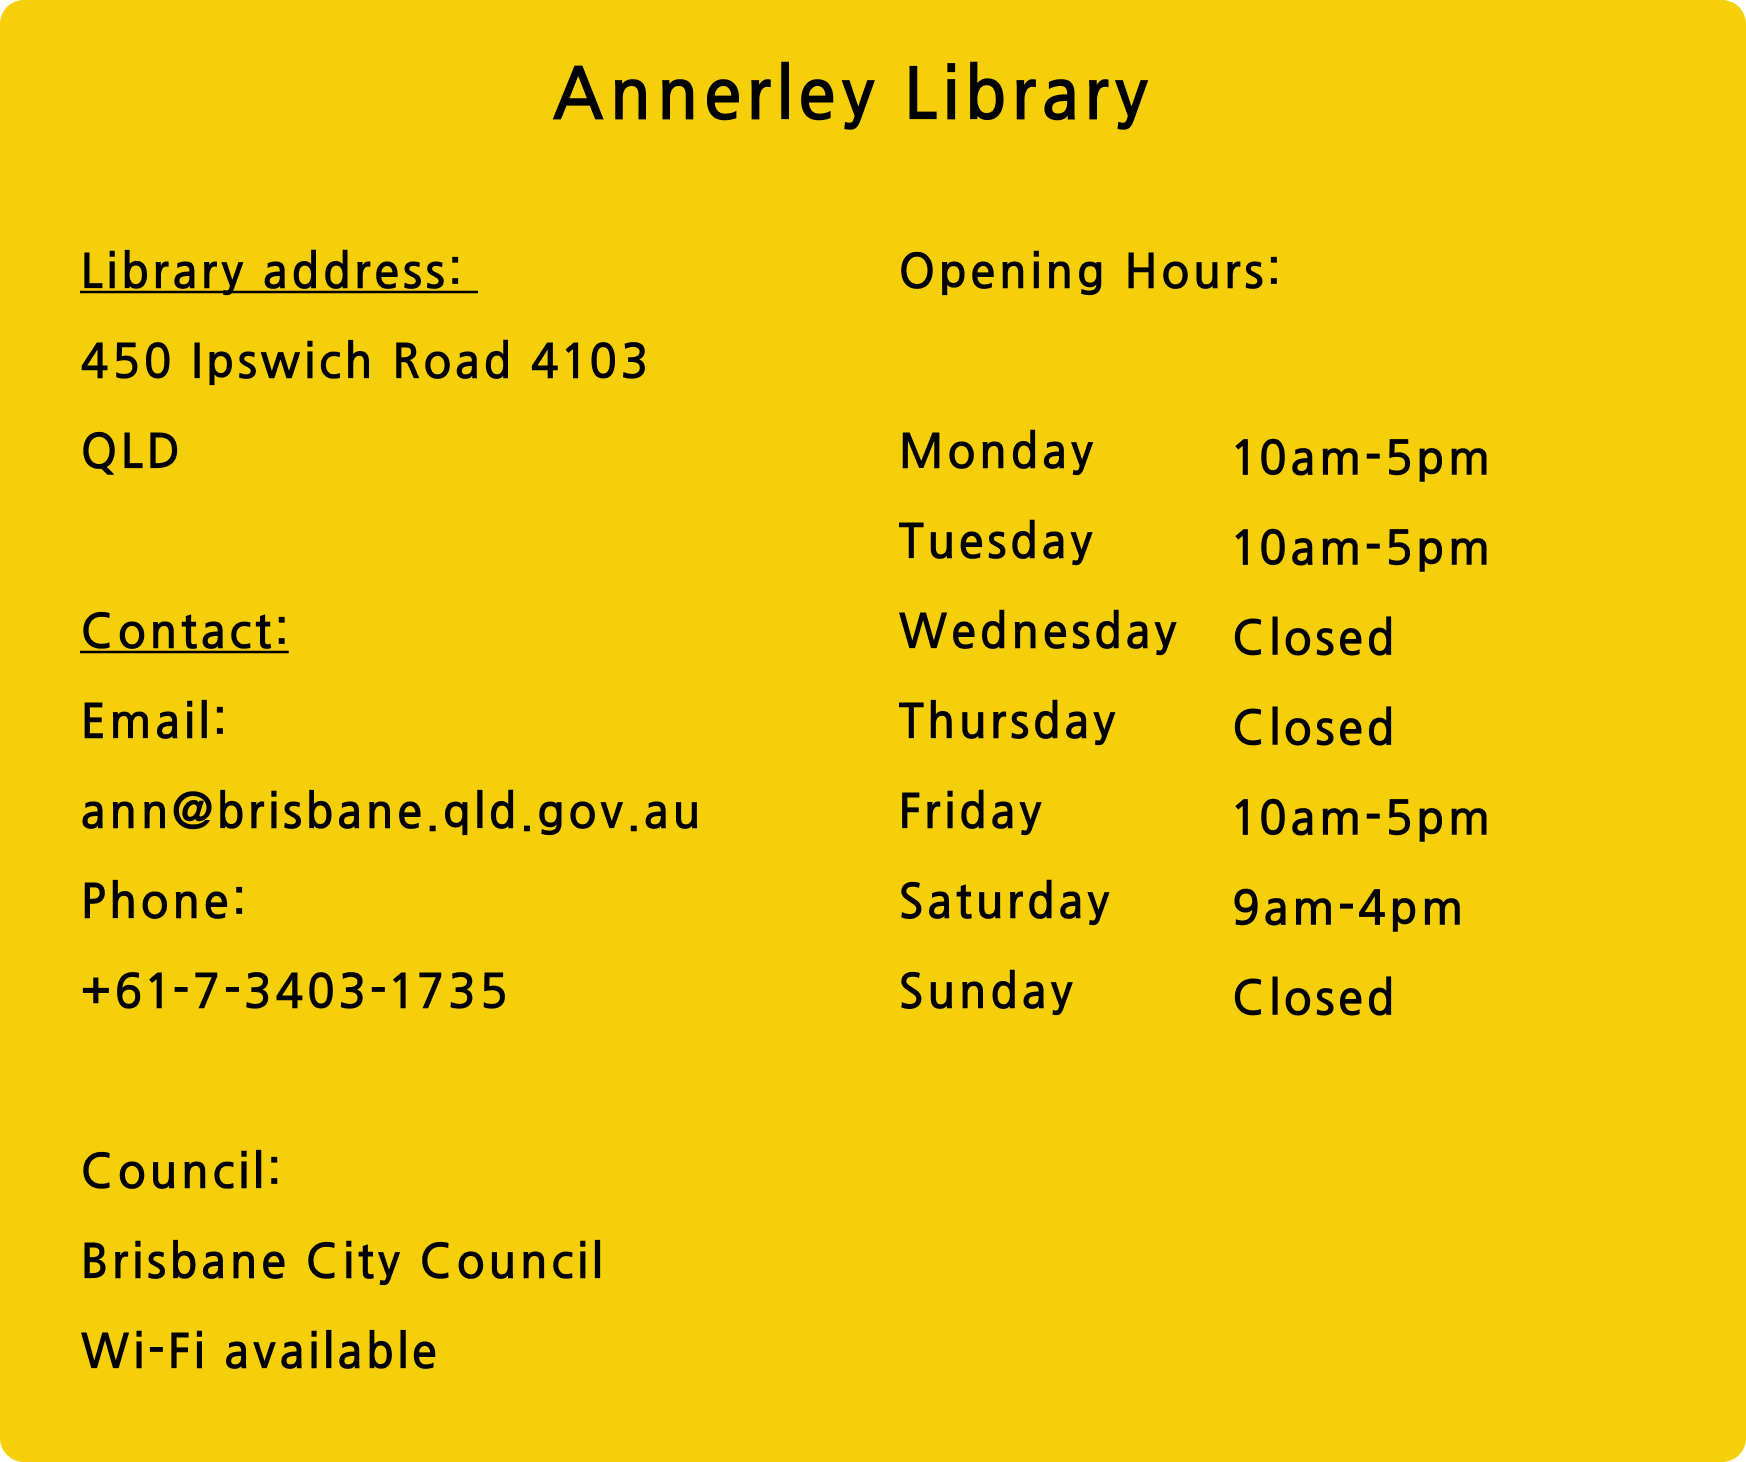 Annerley Library
Library address:
450 Ipswich Road 4103
QLD
Contact:
Email:
ann@brisbane.qld.gov.au
Phone:
+61-7-3403-1735
Council:
Brisbane City Council
Wi-Fi available
Opening Hours:
Monday 10am-5pm
Tuesday 10am-5pm
Wednesday Closed
Thursday Closed
Friday 10am-5pm
Saturday 9am-4pm
Sunday Closed